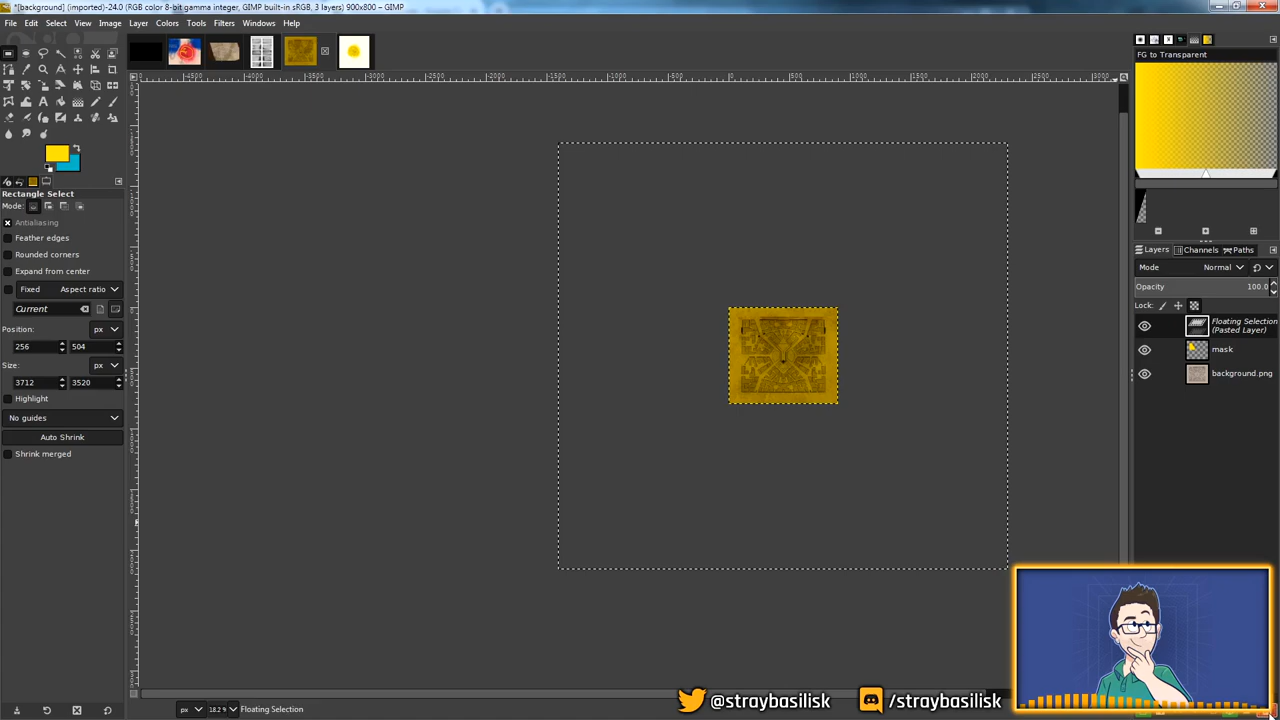 *[background] (imported)-24.0 (RGB color 8-bit gamma integer, GIMP built-in sRGB, 3 layers) 900x800 – GIMP
File Edit Select View Image Layer Colors Tools Filters Windows Help
FG to Transparent
Rectangle Select
Mode:
Antialiasing
Feather edges
Rounded corners
Expand from center
Fixed Aspect ratio
Current
Position: px
256 504
Size: px
3712 3520
Highlight
No guides
Auto Shrink
Shrink merged
Layers Channels Paths
Mode Normal
Opacity 100.0
Lock:
Floating Selection
(Pasted Layer)
mask
background.png
px 18.2 % Floating Selection
@straybasilisk /straybasilisk